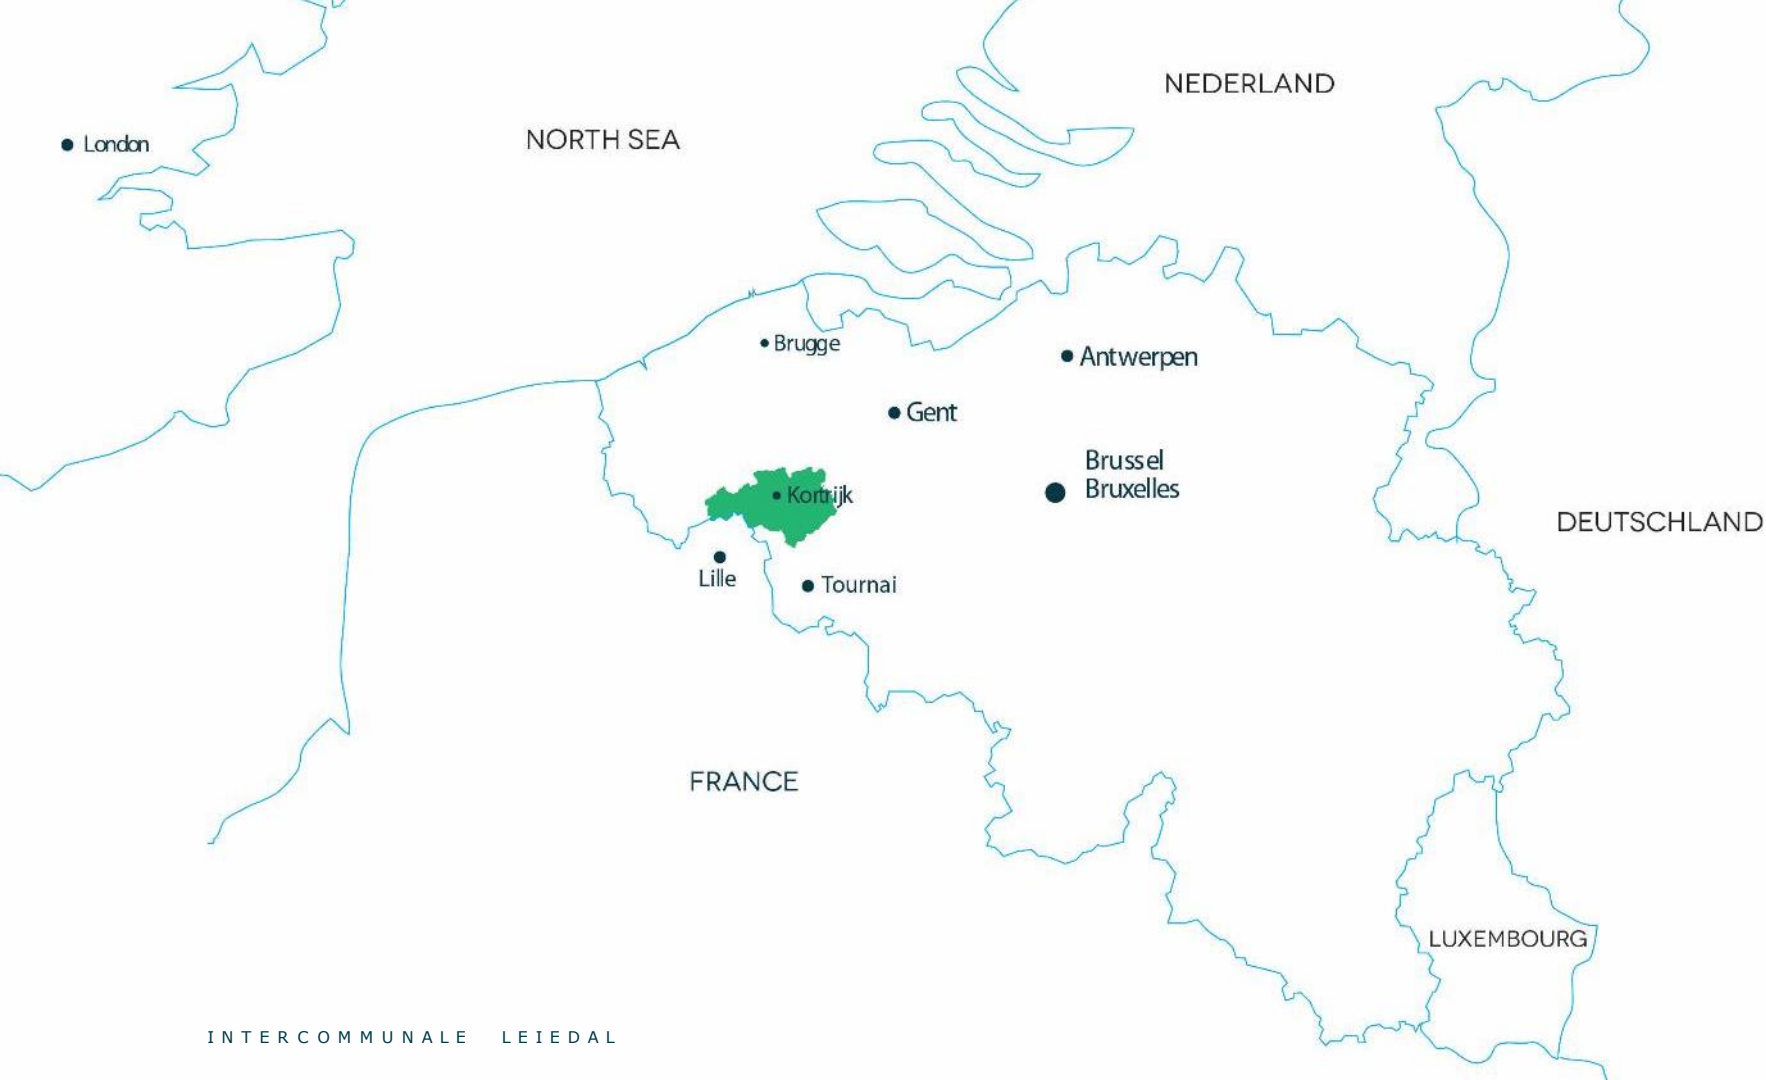 NEDERLAND
NORTH SEA
London
Brugge
Antwerpen
Gent
Brussel
Bruxelles
Kortrijk
DEUTSCHLAND
Lille
Tournai
FRANCE
LUXEMBOURG
INTERCOMMUNALE LEIEDAL